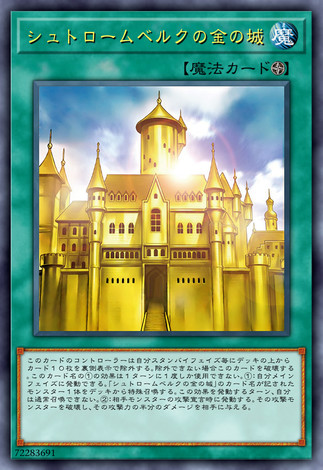 シュトロームベルクの金の城 魔
【魔法カード】
このカードのコントローラーは自分スタンバイフェイズ毎にデッキの上から
カード10枚を裏側表示で除外する。除外できない場合このカードを破壊する
。このカード名の①の効果は1ターンに1度しか使用できない。①:自分メイン
フェイズに発動できる。「シュトロームベルクの金の城」のカード名が記された
モンスター1体をデッキから特殊召喚する。この効果を発動するターン、自分
は通常召喚できない。②:相手モンスターの攻撃宣言時に発動する。その攻撃モ
ンスターを破壊し、その攻撃力の半分のダメージを相手に与える。
72283691